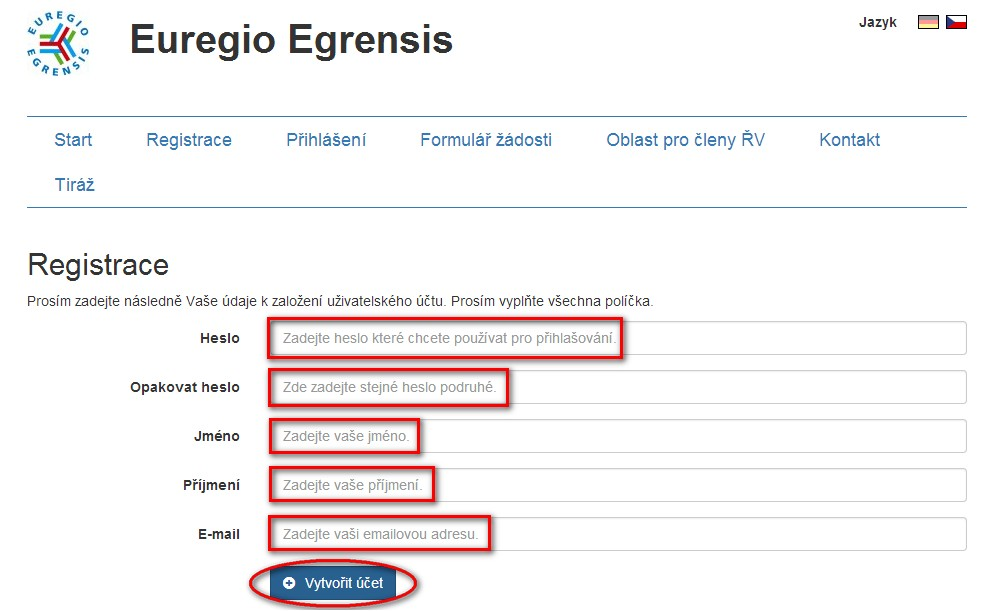 EUREGIO
EGRENSIS
Euregio Egrensis
Jazyk
Start Registrace Přihlášení Formulář žádosti Oblast pro členy ŘV Kontakt
Tiráž
Registrace
Prosím zadejte následně Vaše údaje k založení uživatelského účtu. Prosím vyplňte všechna políčka.
Heslo Zadejte heslo které chcete používat pro přihlašování.
Opakovat heslo Zde zadejte stejné heslo podruhé.
Jméno Zadejte vaše jméno.
Příjmení Zadejte vaše příjmení.
E-mail Zadejte vaši emailovou adresu.
Vytvořit účet